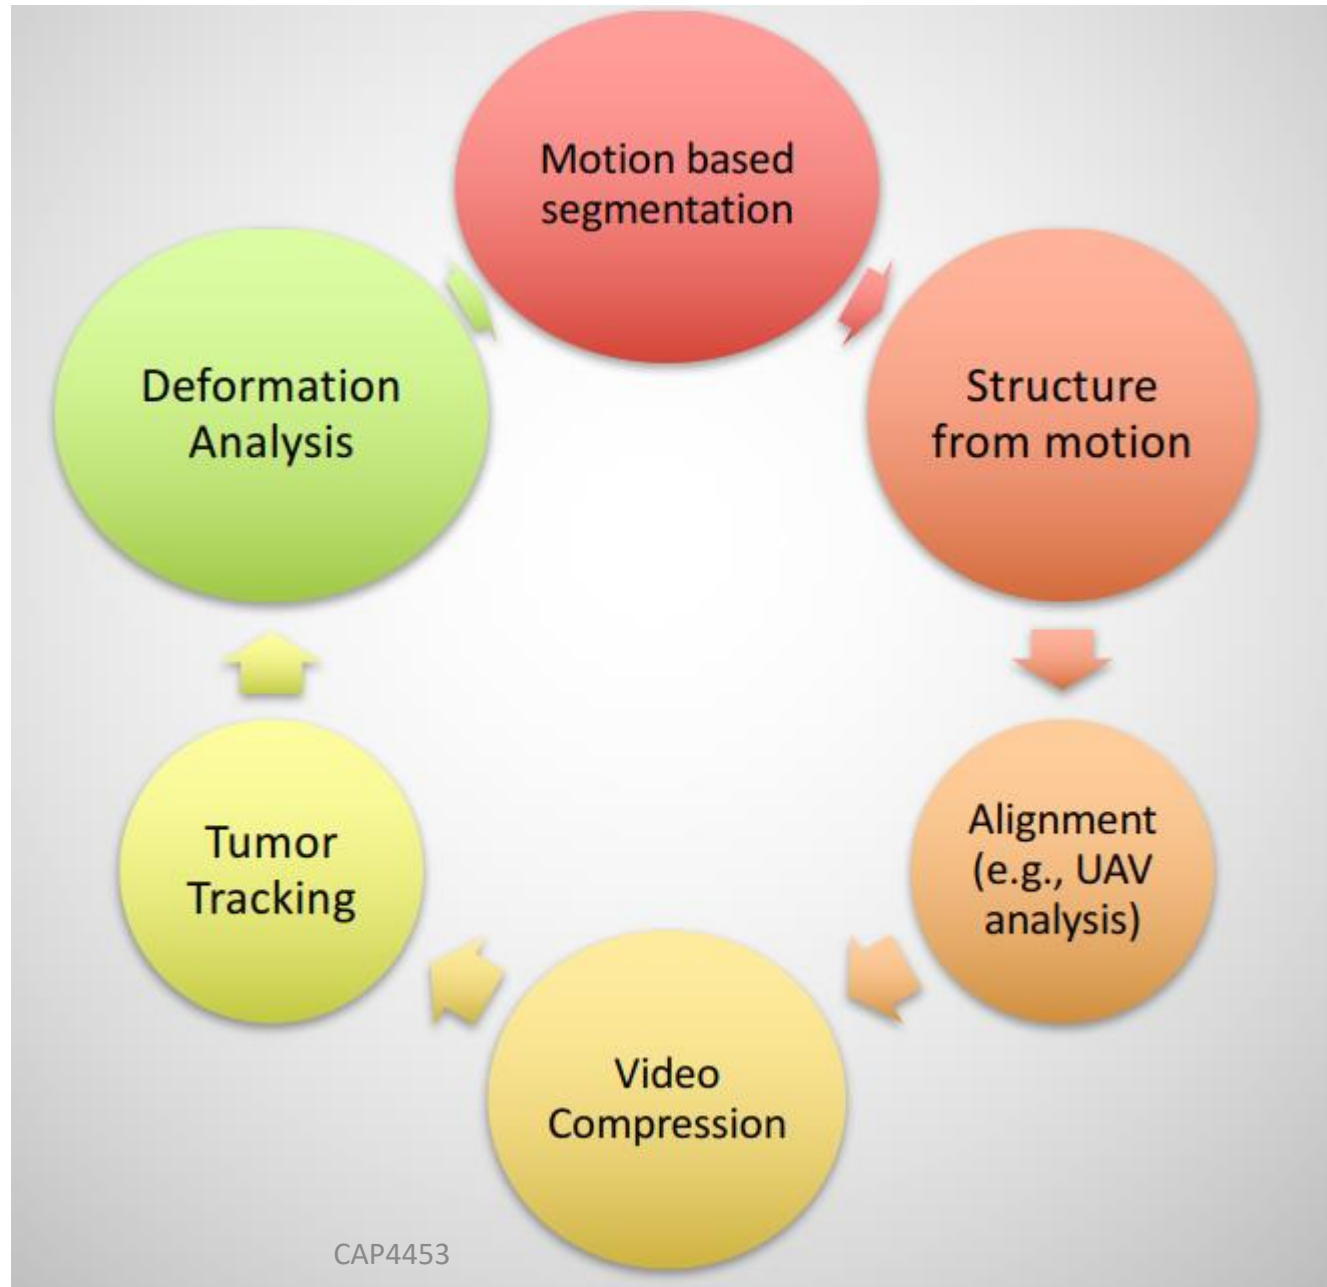 Motion based
segmentation
Structure
from motion
Alignment
(e.g., UAV
analysis)
Video
Compression
Tumor
Tracking
Deformation
Analysis
CAP4453